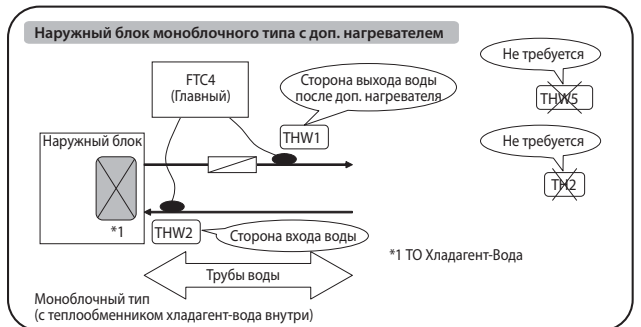 Наружный блок моноблочного типа с доп. нагревателем
FTC4
(Главный)
Сторона выхода воды
после доп. нагревателя
THW1
Не требуется
THW5
Не требуется
TH2
Наружный блок
*1
THW2
Сторона входа воды
*1 ТО Хладагент-Вода
Трубы воды
Моноблочный тип
(с теплообменником хладагент-вода внутри)